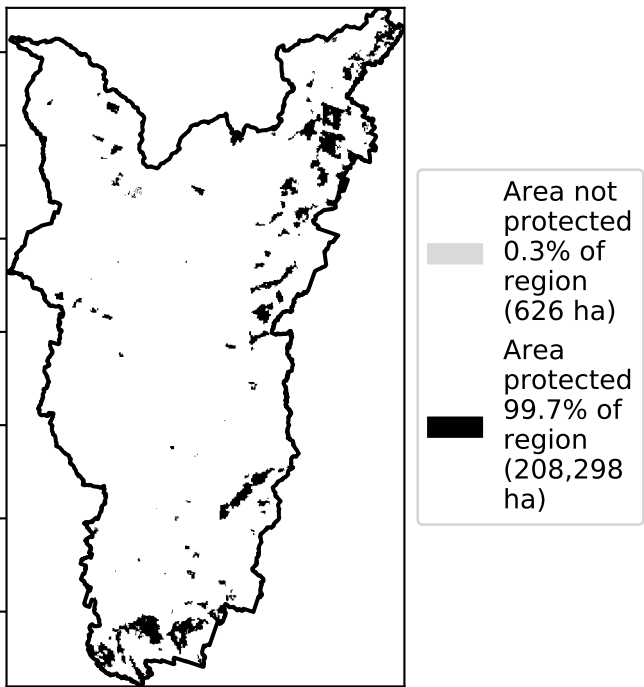 Area not
protected
0.3% of
region
(626 ha)
Area
protected
99.7% of
region
(208,298
ha)